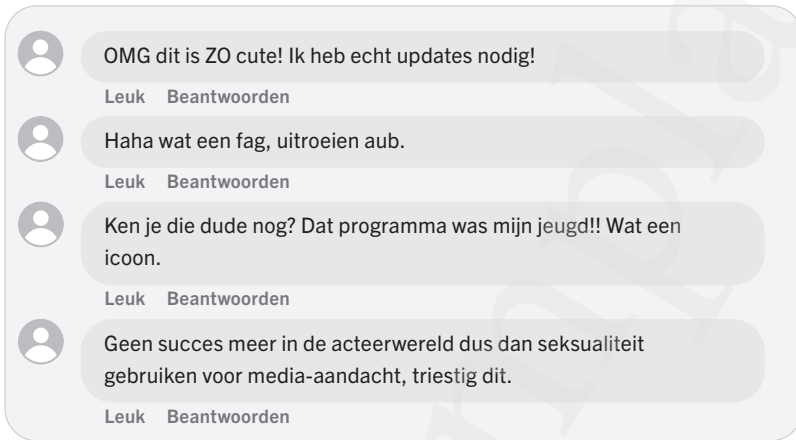 OMG dit is ZO cute! Ik heb echt updates nodig!
Leuk Beantwoorden
Haha wat een fag, uitroeien aub.
Leuk Beantwoorden
Ken je die dude nog? Dat programma was mijn jeugd!! Wat een
icoon.
Leuk Beantwoorden
Geen succes meer in de acteerwereld dus dan seksualiteit
gebruiken voor media-aandacht, triestig dit.
Leuk Beantwoorden